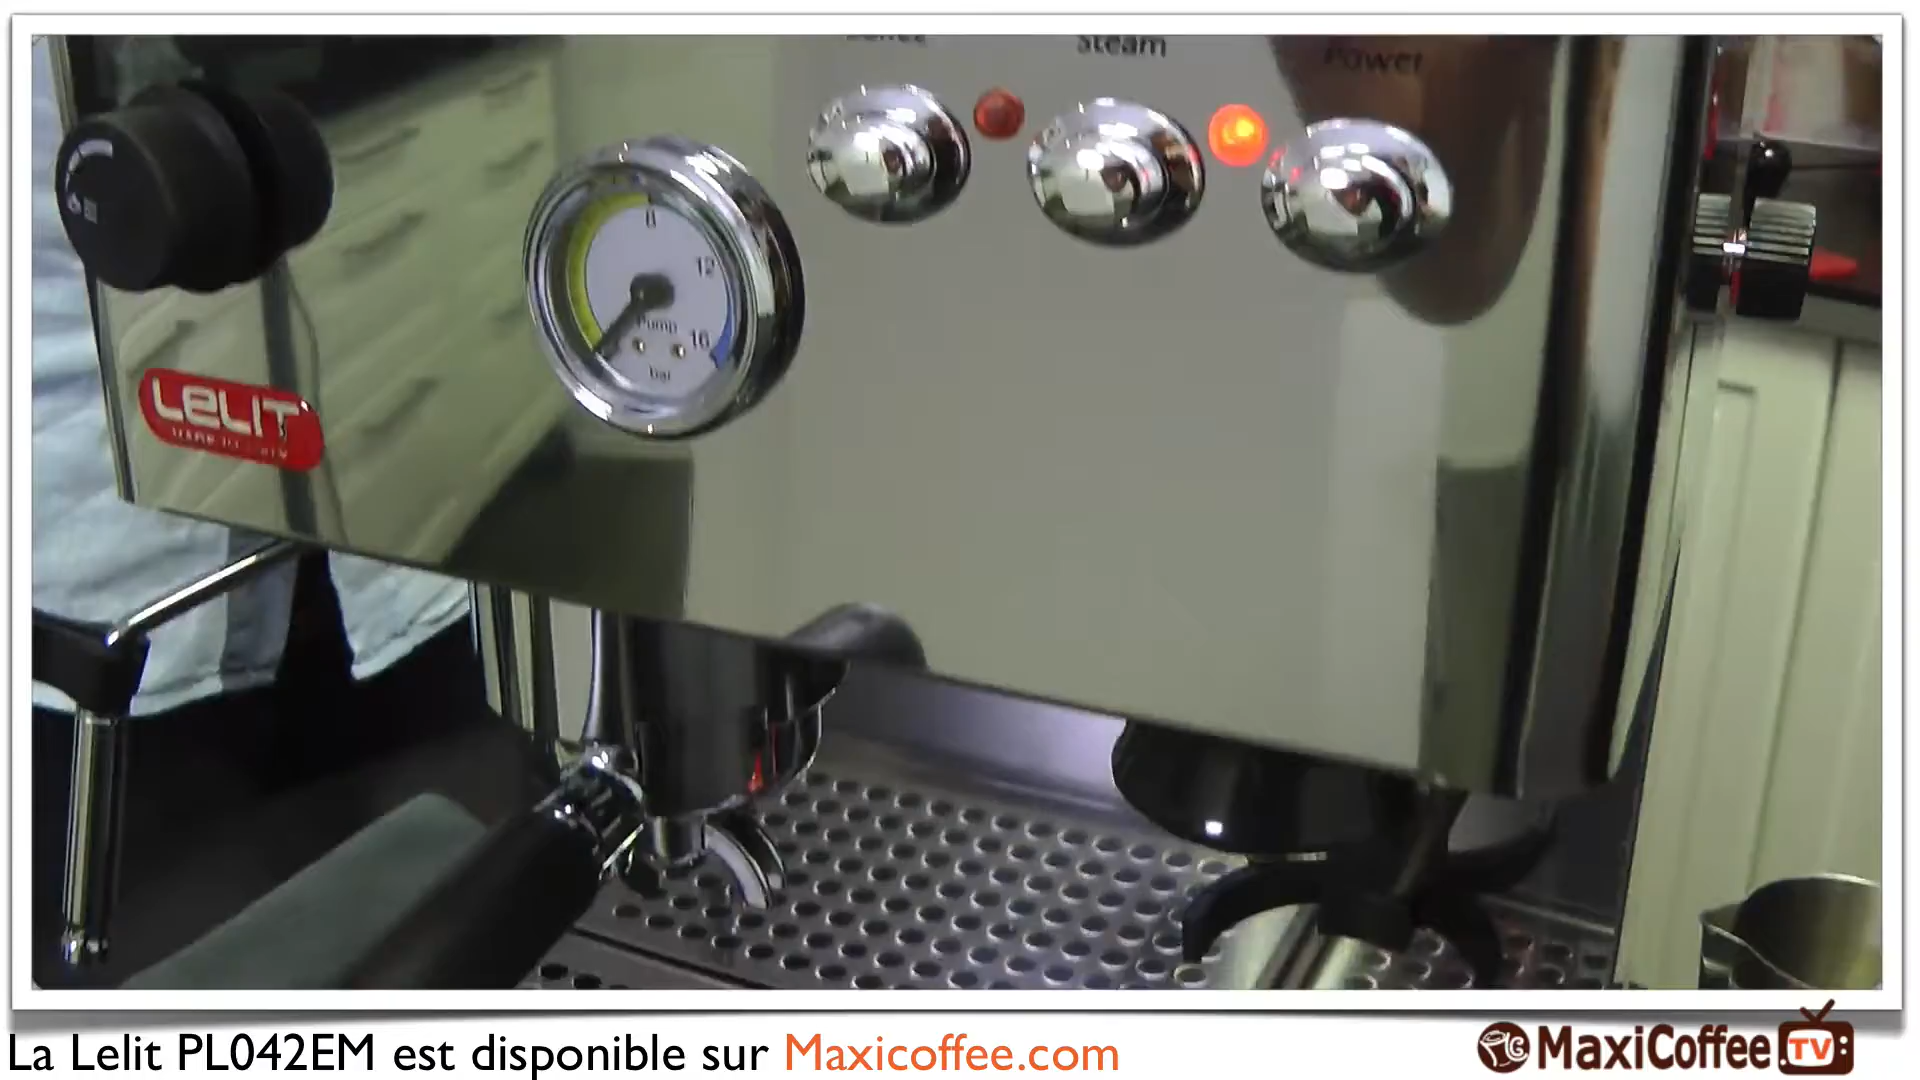 Steam
Power
8
12
16
Pump
bar
LELIT
La Lelit PL042EM est disponible sur Maxicoffee.com
MaxiCoffee.TV